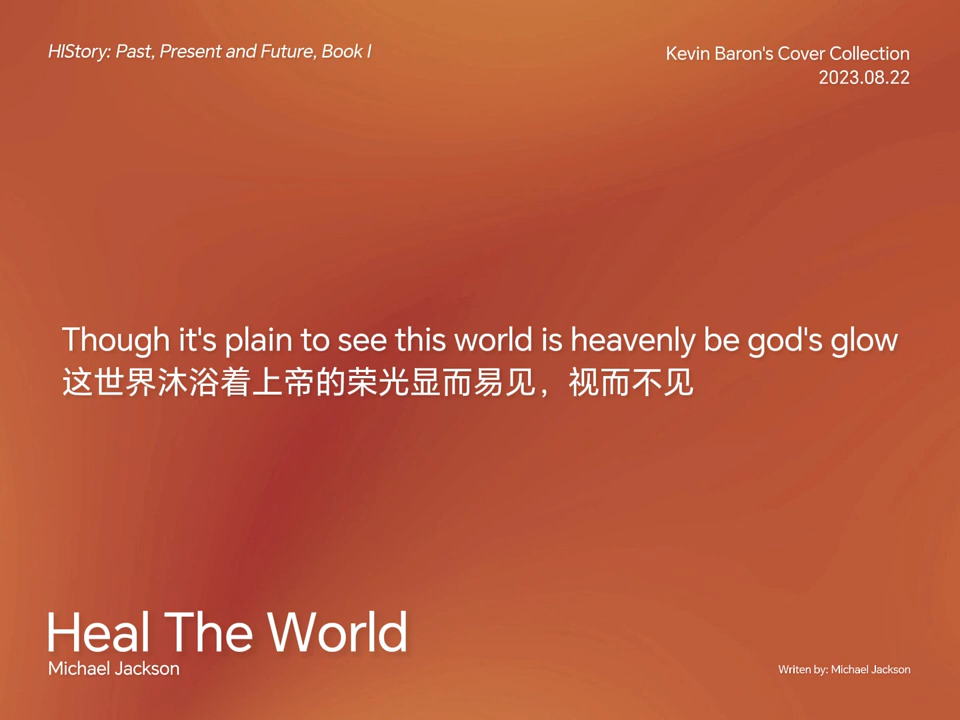 HIStory: Past, Present and Future, Book I
Kevin Baron's Cover Collection
2023.08.22
Though it's plain to see this world is heavenly be god's glow
这世界沐浴着上帝的荣光显而易见，视而不见
Heal The World
Michael Jackson
Writen by: Michael Jackson